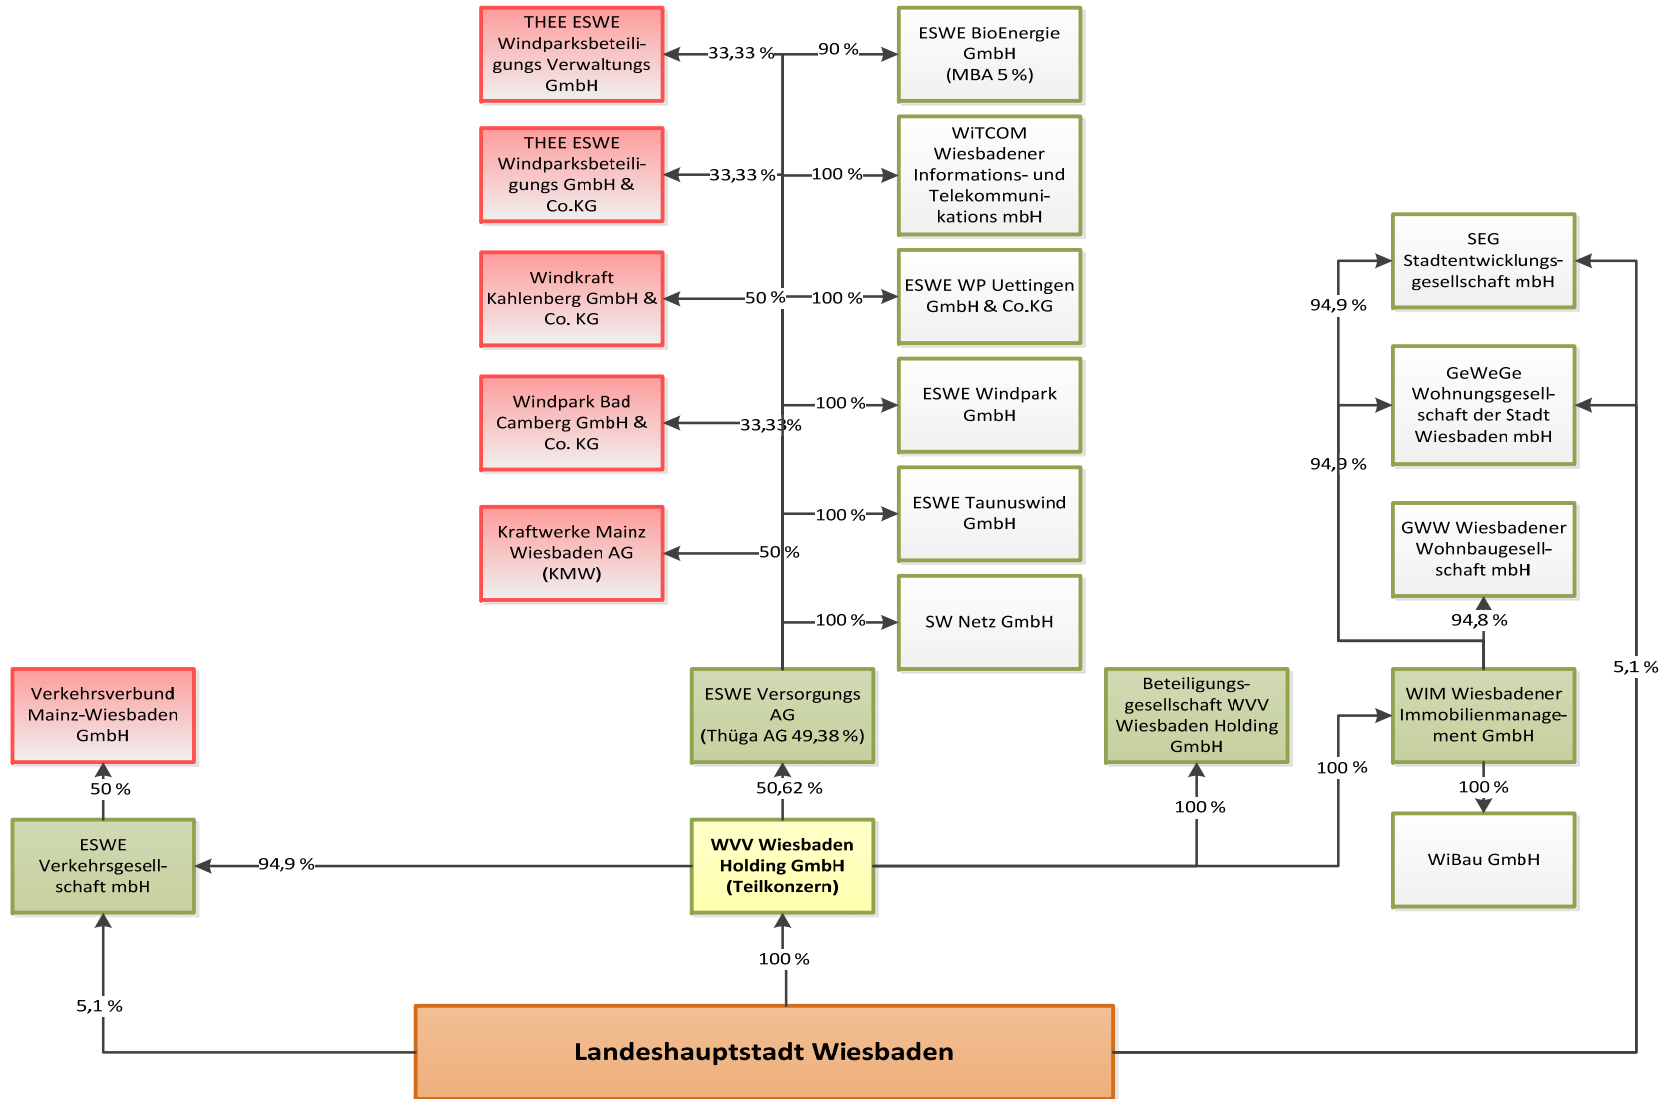 THEE ESWE
Windparksbeteili-
gungs Verwaltungs
GmbH
33,33 %
90 %
ESWE BioEnergie
GmbH
(MBA 5 %)
THEE ESWE
Windparksbeteili-
gungs GmbH &
Co.KG
33,33 %
100 %
WiTCOM
Wiesbadener
Informations- und
Telekommuni-
kations mbH
Windkraft
Kahlenberg GmbH &
Co. KG
50 %
100 %
ESWE WP Uettingen
GmbH & Co.KG
Windpark Bad
Camberg GmbH &
Co. KG
33,33%
100 %
ESWE Windpark
GmbH
Kraftwerke Mainz
Wiesbaden AG
(KMW)
50 %
100 %
ESWE Taunuswind
GmbH
100 %
SW Netz GmbH
SEG
Stadtentwicklungs-
gesellschaft mbH
94,9 %
GeWeGe
Wohnungsgesell-
schaft der Stadt
Wiesbaden mbH
94,9 %
GWW Wiesbadener
Wohnbaugesell-
schaft mbH
94,8 %
5,1 %
Verkehrsverbund
Mainz-Wiesbaden
GmbH
50 %
ESWE Versorgungs
AG
(Thüga AG 49,38 %)
50,62 %
Beteiligungs-
gesellschaft WVV
Wiesbaden Holding
GmbH
100 %
WIM Wiesbadener
Immobilienmanage-
ment GmbH
100 %
100 %
ESWE
Verkehrsgesell-
schaft mbH
94,9 %
WVV Wiesbaden
Holding GmbH
(Teilkonzern)
WiBau GmbH
100 %
5,1 %
Landeshauptstadt Wiesbaden